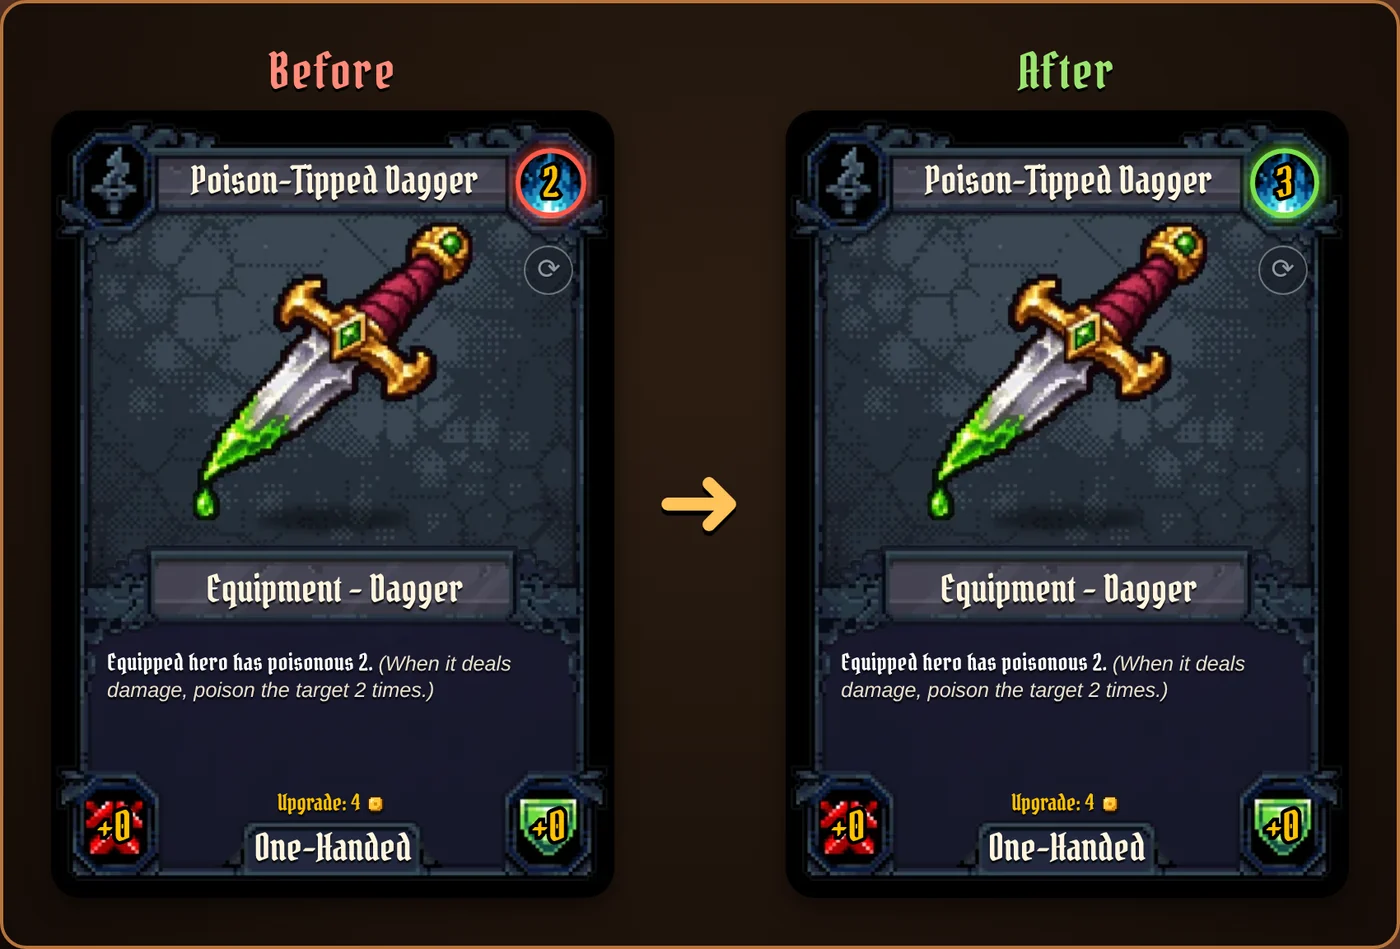 Before
After
Poison-Tipped Dagger
2
Equipment - Dagger
Equipped hero has poisonous 2. (When it deals
damage, poison the target 2 times.)
Upgrade: 4
+0
One-Handed
+0
Poison-Tipped Dagger
3
Equipment - Dagger
Equipped hero has poisonous 2. (When it deals
damage, poison the target 2 times.)
Upgrade: 4
+0
One-Handed
+0